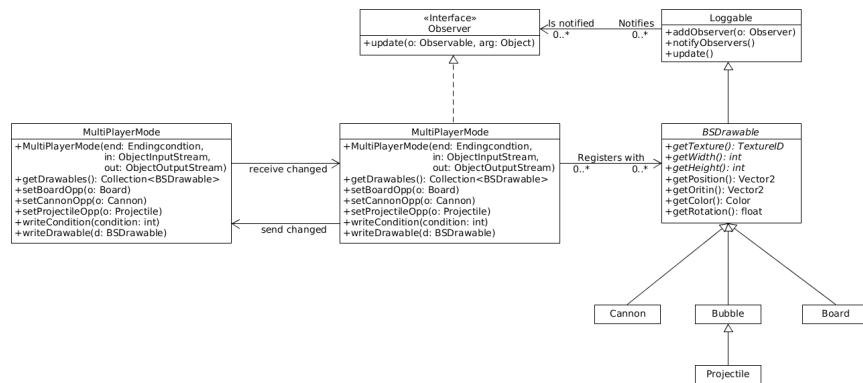 «Interface»
Observer
+update(o: Observable, arg: Object)
Is notified
Notifies
0..*
0..*
Loggable
+addObserver(o: Observer)
+notifyObservers()
+update()
MultiPlayerMode
+MultiPlayerMode(end: Endingcondtion,
in: ObjectInputStream,
out: ObjectOutputStream)
+getDrawables(): Collection<BSDrawable>
+setBoardOpp(o: Board)
+setCannonOpp(o: Cannon)
+setProjectileOpp(o: Projectile)
+writeCondition(condition: int)
+writeDrawable(d: BSDrawable)
receive changed
send changed
MultiPlayerMode
+MultiPlayerMode(end: Endingcondtion,
in: ObjectInputStream,
out: ObjectOutputStream)
+getDrawables(): Collection<BSDrawable>
+setBoardOpp(o: Board)
+setCannonOpp(o: Cannon)
+setProjectileOpp(o: Projectile)
+writeCondition(condition: int)
+writeDrawable(d: BSDrawable)
Registers with
0..*
0..*
BSDrawable
+getTexture(): TextureID
+getWidth(): int
+getHeight(): int
+getPosition(): Vector2
+getOritin(): Vector2
+getColor(): Color
+getRotation(): float
Cannon
Bubble
Board
Projectile